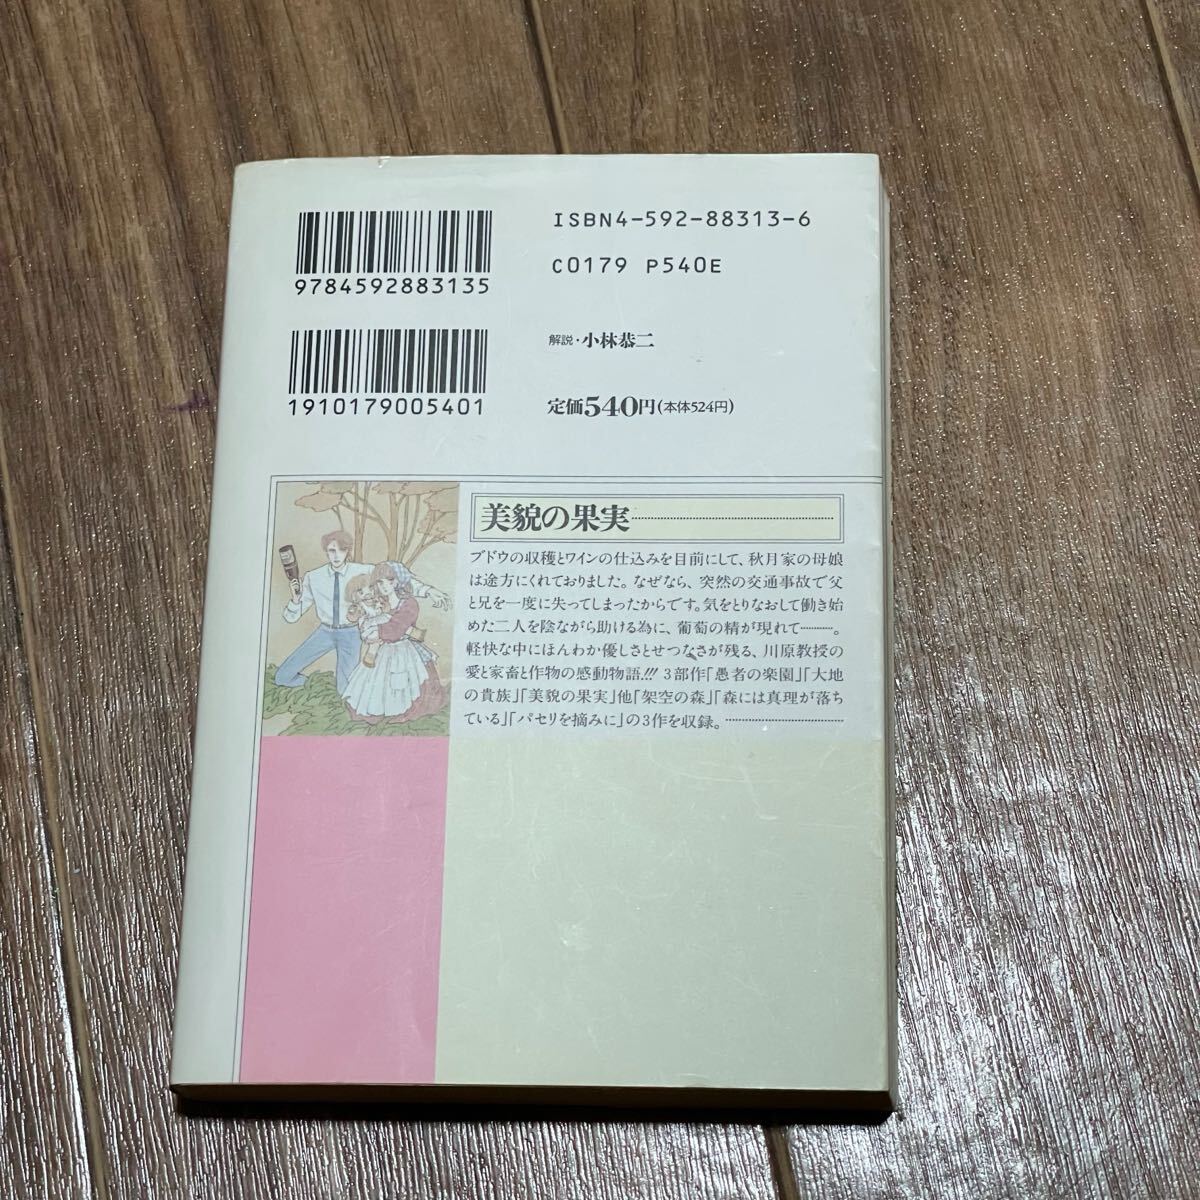 9784592883135
1910179005401
ISBN4-592-88313-6
C0179 P540E
解説・小林恭二
定価540円(本体524円)
美貌の果実
ブドウの収穫とワインの仕込みを目前にして、秋月家の母娘
は途方にくれておりました。なぜなら、突然の交通事故で父
と兄を一度に失ってしまったからです。気をとりなおして働き始
めた二人を陰ながら助ける為に、葡萄の精が現れて…………。
軽快な中にほんわか優しさとせつなさが残る、川原教授の
愛と家畜と作物の感動物語!!! 3部作「愚者の楽園」「大地
の貴族」「美貌の果実」他「架空の森」「森には真理が落ち
ている」「パセリを摘みに」の3作を収録。